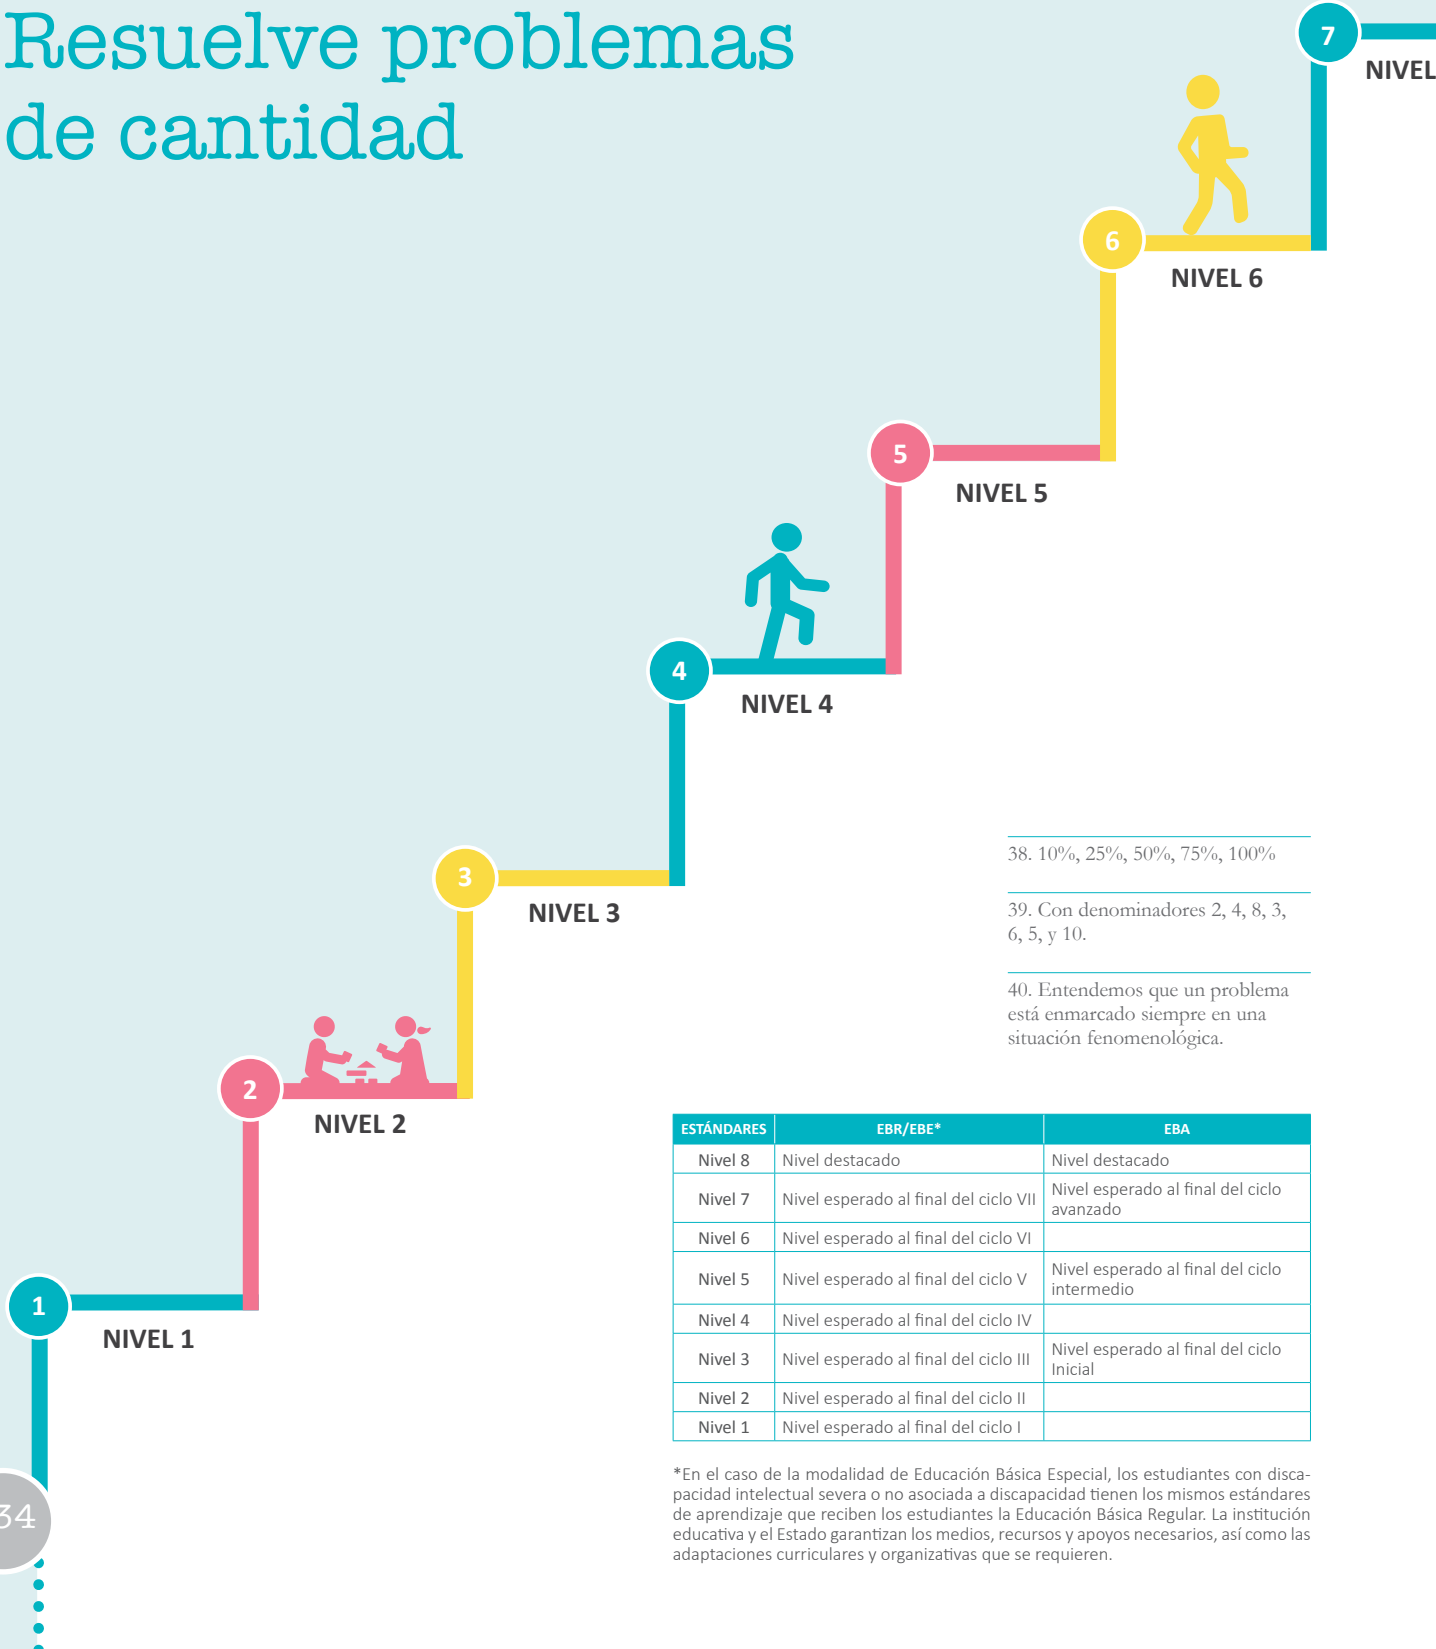 Resuelve problemas
de cantidad
7
NIVEL
6
NIVEL 6
5
NIVEL 5
4
NIVEL 4
3
NIVEL 3
2
NIVEL 2
1
NIVEL 1
38. 10%, 25%, 50%, 75%, 100%
39. Con denominadores 2, 4, 8, 3,
6, 5, y 10.
40. Entendemos que un problema
está enmarcado siempre en una
situación fenomenológica.
ESTÁNDARES EBR/EBE* EBA
Nivel 8 Nivel destacado Nivel destacado
Nivel 7 Nivel esperado al final del ciclo VII Nivel esperado al final del ciclo
avanzado
Nivel 6 Nivel esperado al final del ciclo VI
Nivel 5 Nivel esperado al final del ciclo V Nivel esperado al final del ciclo
intermedio
Nivel 4 Nivel esperado al final del ciclo IV
Nivel 3 Nivel esperado al final del ciclo III Nivel esperado al final del ciclo
Inicial
Nivel 2 Nivel esperado al final del ciclo II
Nivel 1 Nivel esperado al final del ciclo I
*En el caso de la modalidad de Educación Básica Especial, los estudiantes con disca-
pacidad intelectual severa o no asociada a discapacidad tienen los mismos estándares
de aprendizaje que reciben los estudiantes la Educación Básica Regular. La institución
educativa y el Estado garantizan los medios, recursos y apoyos necesarios, así como las
adaptaciones curriculares y organizativas que se requieren.
34